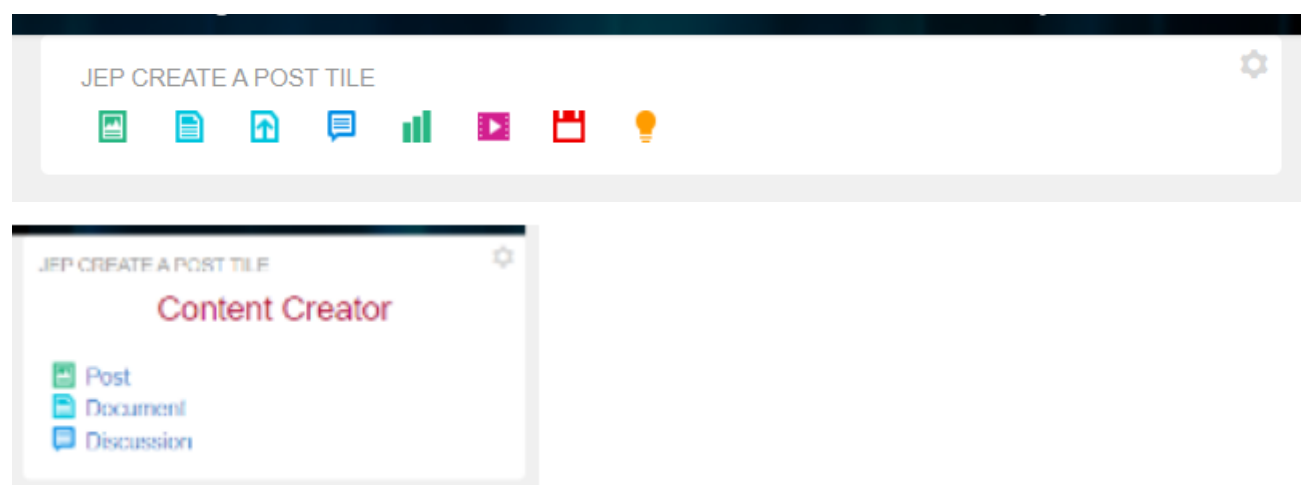 JEP CREATE A POST TILE
JEP CREATE A POST TILE
Content Creator
Post
Document
Discussion